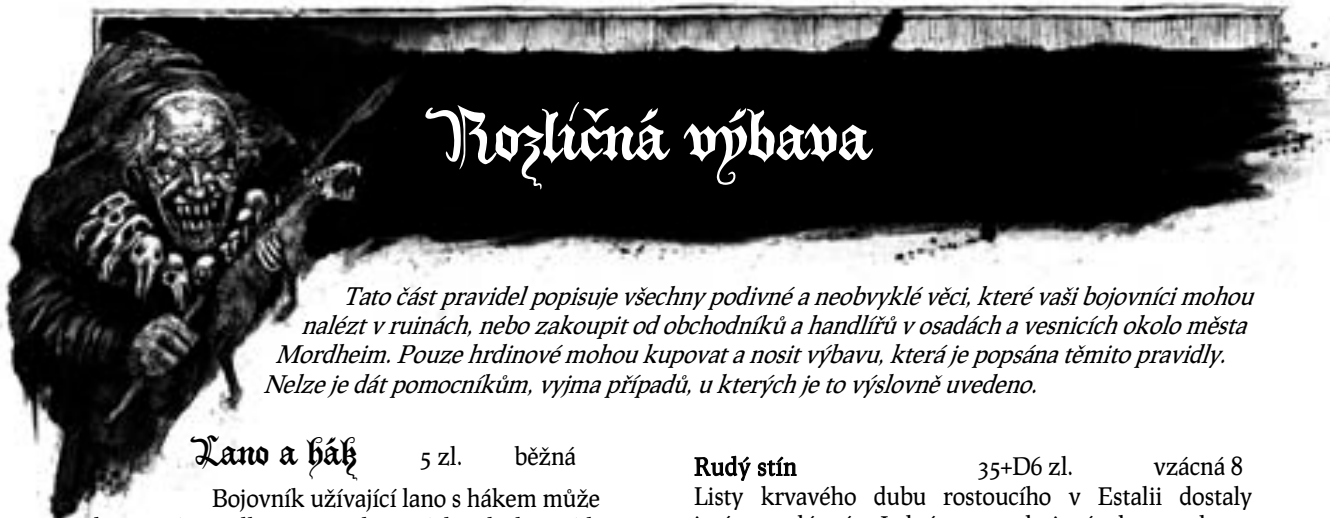 Rozličná výbava
Tato část pravidel popisuje všechny podivné a neobvyklé věci, které vaši bojovníci mohou
nalézt v ruinách, nebo zakoupit od obchodníků a handlířů v osadách a vesnicích okolo města
Mordheim. Pouze hrdinové mohou kupovat a nosit výbavu, která je popsána těmito pravidly.
Nelze je dát pomocníkům, vyjma případů, u kterých je to výslovně uvedeno.
Lano a hák 5 zl. běžná
Bojovník užívající lano s hákem může
Rudý stín 35+D6 zl. vzácná 8
Listy krvavého dubu rostoucího v Estalii dostaly